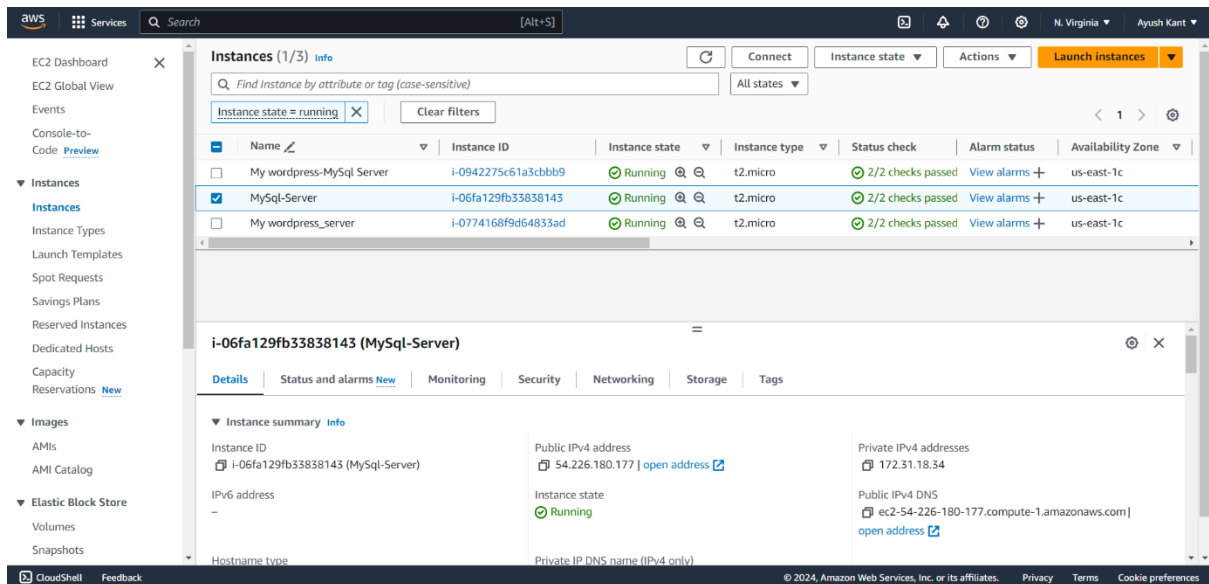 aws Services Search [Alt+S] N. Virginia Ayush Kant
EC2 Dashboard
EC2 Global View
Events
Console-to-
Code Preview
Instances
Instances
Instance Types
Launch Templates
Spot Requests
Savings Plans
Reserved Instances
Dedicated Hosts
Capacity
Reservations New
Images
AMIs
AMI Catalog
Elastic Block Store
Volumes
Snapshots
Instances (1/3) Info Connect Instance state Actions Launch instances
Find Instance by attribute or tag (case-sensitive) All states
Instance state = running Clear filters 1
Name Instance ID Instance state Instance type Status check Alarm status Availability Zone
My wordpress-MySql Server i-0942275c61a3cbbb9 Running t2.micro 2/2 checks passed View alarms + us-east-1c
MySql-Server i-06fa129fb33838143 Running t2.micro 2/2 checks passed View alarms + us-east-1c
My wordpress_server i-0774168f9d64833ad Running t2.micro 2/2 checks passed View alarms + us-east-1c
i-06fa129fb33838143 (MySql-Server)
Details Status and alarms New Monitoring Security Networking Storage Tags
Instance summary Info
Instance ID Public IPv4 address Private IPv4 addresses
i-06fa129fb33838143 (MySql-Server) 54.226.180.177 | open address 172.31.18.34
IPv6 address Instance state Public IPv4 DNS
– Running ec2-54-226-180-177.compute-1.amazonaws.com |
open address
Hostname type Private IP DNS name (IPv4 only)
CloudShell Feedback © 2024, Amazon Web Services, Inc. or its affiliates. Privacy Terms Cookie preferences